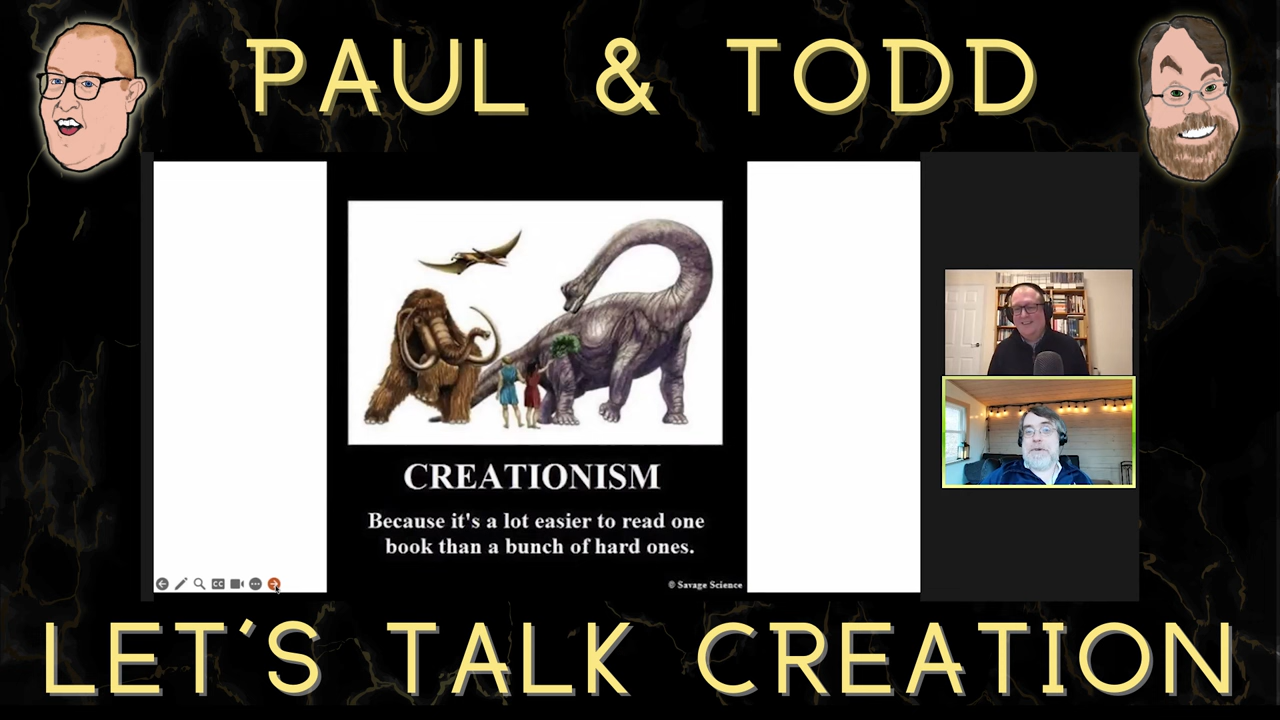 PAUL & TODD
CREATIONISM
Because it's a lot easier to read one
book than a bunch of hard ones.
© Savage Science
CC
LET'S TALK CREATION